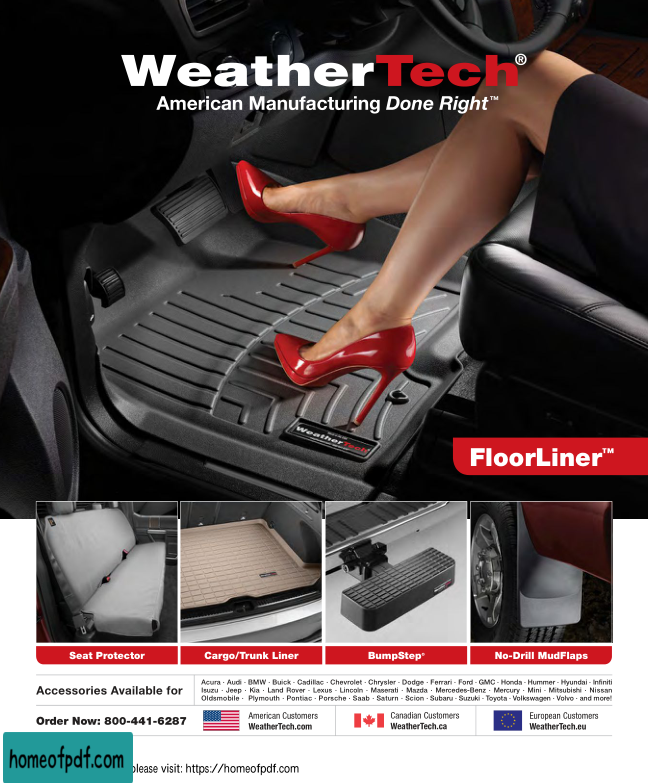 WeatherTech®
American Manufacturing Done Right™
WeatherTech
FloorLiner™
Seat Protector
Cargo/Trunk Liner
BumpStep®
No-Drill MudFlaps
Accessories Available for
Acura · Audi · BMW · Buick · Cadillac · Chevrolet · Chrysler · Dodge · Ferrari · Ford · GMC · Honda · Hummer · Hyundai · Infiniti
Isuzu · Jeep · Kia · Land Rover · Lexus · Lincoln · Maserati · Mazda · Mercedes-Benz · Mercury · Mini · Mitsubishi · Nissan
Oldsmobile · Plymouth · Pontiac · Porsche · Saab · Saturn · Scion · Subaru · Suzuki · Toyota · Volkswagen · Volvo · and more!
Order Now: 800-441-6287
American Customers
WeatherTech.com
Canadian Customers
WeatherTech.ca
European Customers
WeatherTech.eu
homeofpdf.com
please visit: https://homeofpdf.com